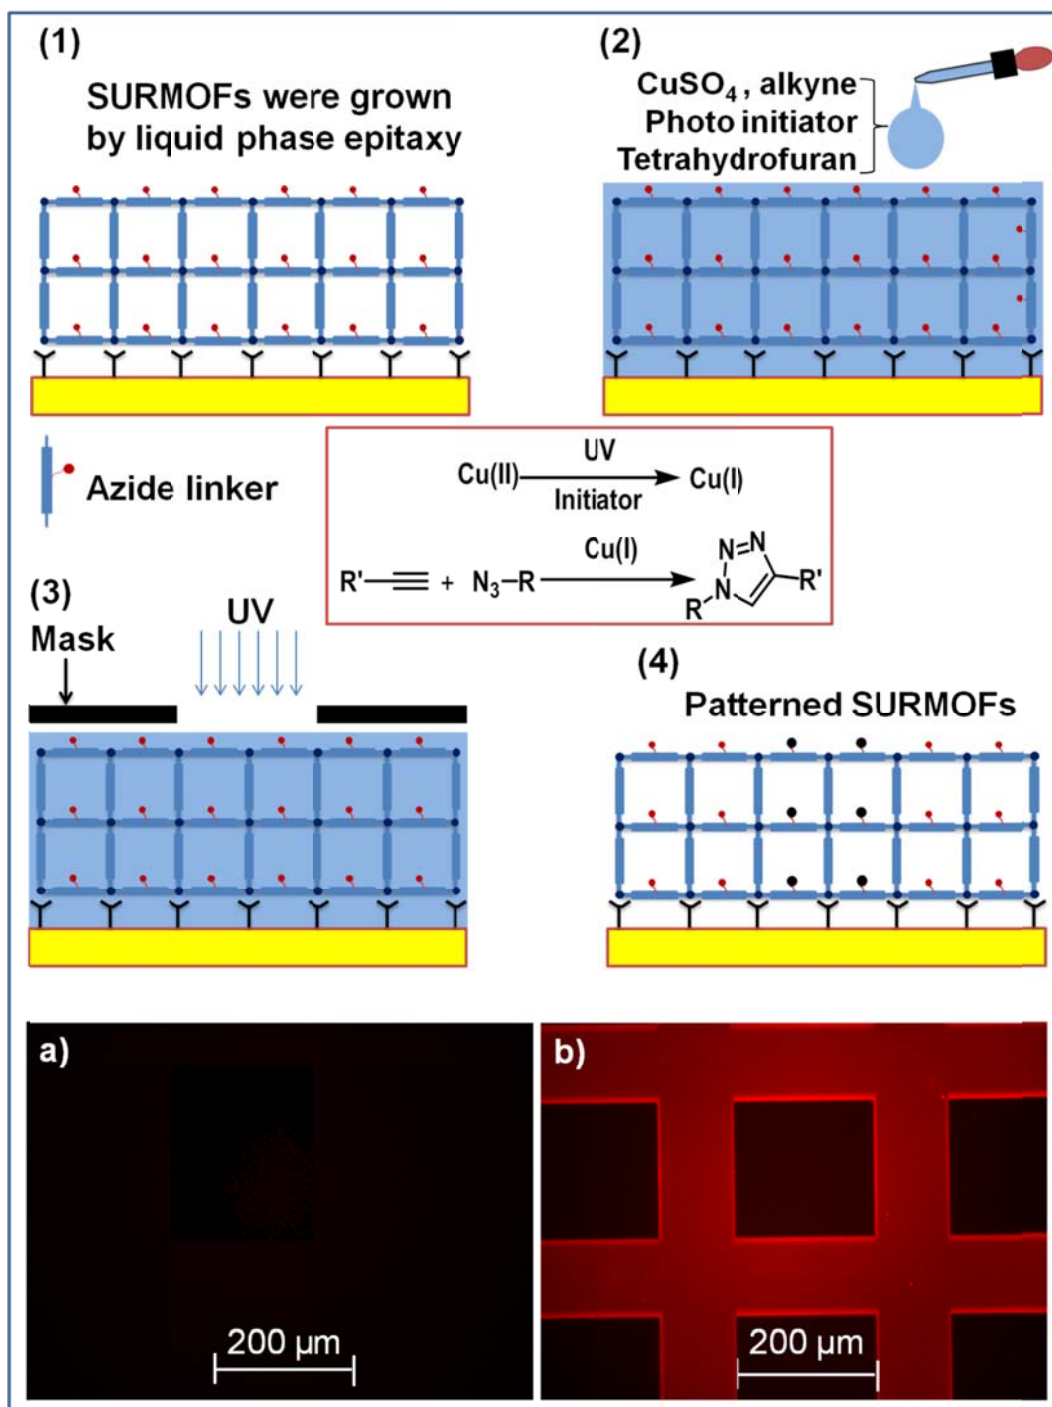 (1)
SURMOFs were grown
by liquid phase epitaxy
(2)
CuSO₄, alkyne
Photo initiator
Tetrahydrofuran
Azide linker
UV
Cu(II) Cu(I)
Initiator
Cu(I)
R' + N₃-R
N=N
N
R
R'
(3)
Mask
UV
(4)
Patterned SURMOFs
a)
200 µm
b)
200 µm